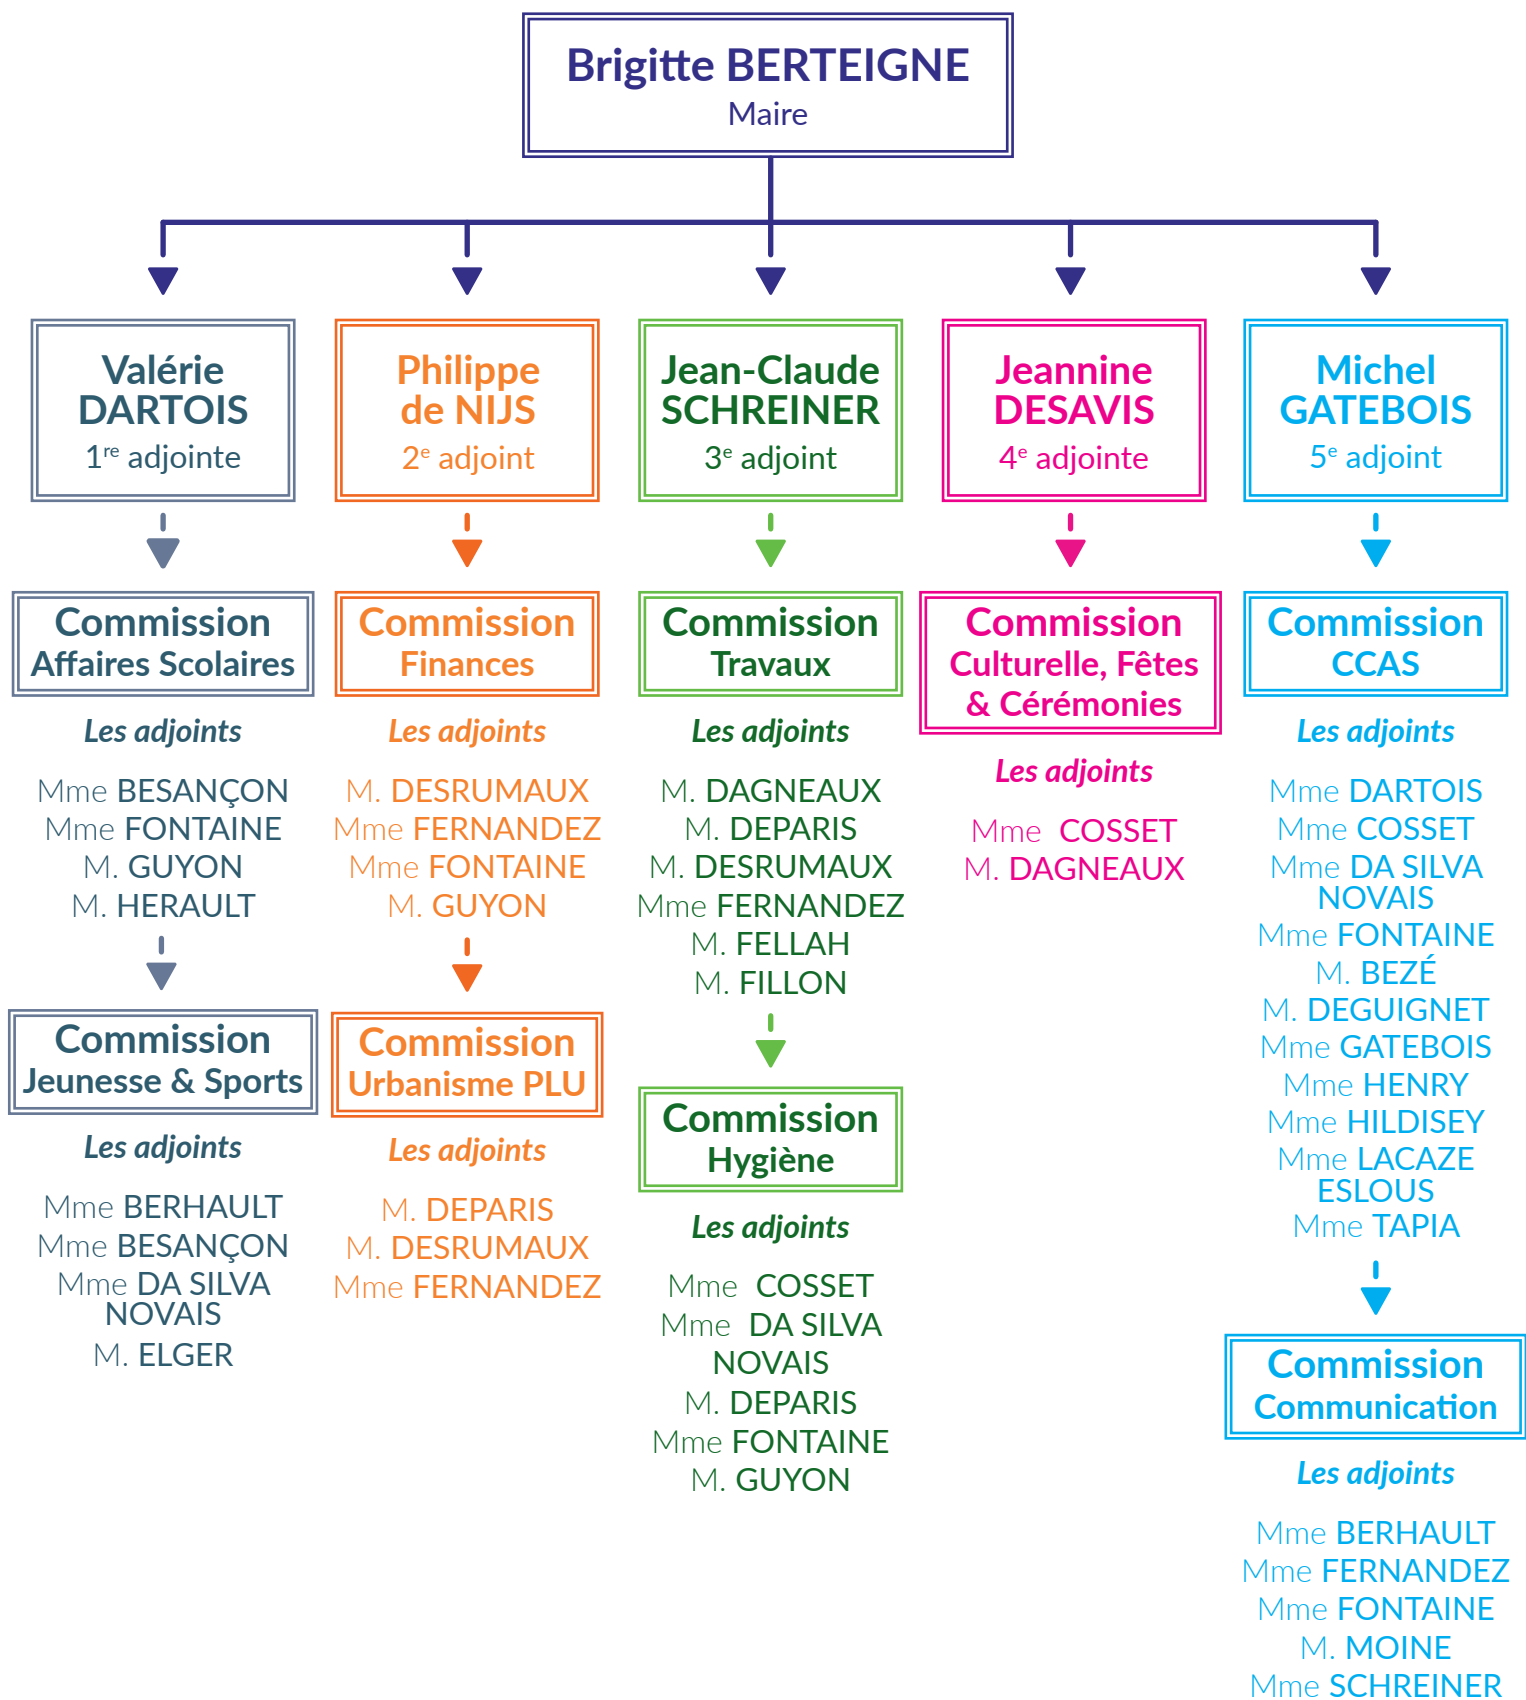 Brigitte BERTEIGNE
Maire
Valérie
DARTOIS
1re adjointe
Commission
Affaires Scolaires
Les adjoints
Mme BESANÇON
Mme FONTAINE
M. GUYON
M. HERAULT
Commission
Jeunesse & Sports
Les adjoints
Mme BERHAULT
Mme BESANÇON
Mme DA SILVA
NOVAIS
M. ELGER
Philippe
de NIJS
2e adjoint
Commission
Finances
Les adjoints
M. DESRUMAUX
Mme FERNANDEZ
Mme FONTAINE
M. GUYON
Commission
Urbanisme PLU
Les adjoints
M. DEPARIS
M. DESRUMAUX
Mme FERNANDEZ
Jean-Claude
SCHREINER
3e adjoint
Commission
Travaux
Les adjoints
M. DAGNEAUX
M. DEPARIS
M. DESRUMAUX
Mme FERNANDEZ
M. FELLAH
M. FILLON
Commission
Hygiène
Les adjoints
Mme COSSET
Mme DA SILVA
NOVAIS
M. DEPARIS
Mme FONTAINE
M. GUYON
Jeannine
DESAVIS
4e adjointe
Commission
Culturelle, Fêtes
& Cérémonies
Les adjoints
Mme COSSET
M. DAGNEAUX
Michel
GATEBOIS
5e adjoint
Commission
CCAS
Les adjoints
Mme DARTOIS
Mme COSSET
Mme DA SILVA
NOVAIS
Mme FONTAINE
M. BEZÉ
M. DEGUIGNET
Mme GATEBOIS
Mme HENRY
Mme HILDISEY
Mme LACAZE
ESLOUS
Mme TAPIA
Commission
Communication
Les adjoints
Mme BERHAULT
Mme FERNANDEZ
Mme FONTAINE
M. MOINE
Mme SCHREINER